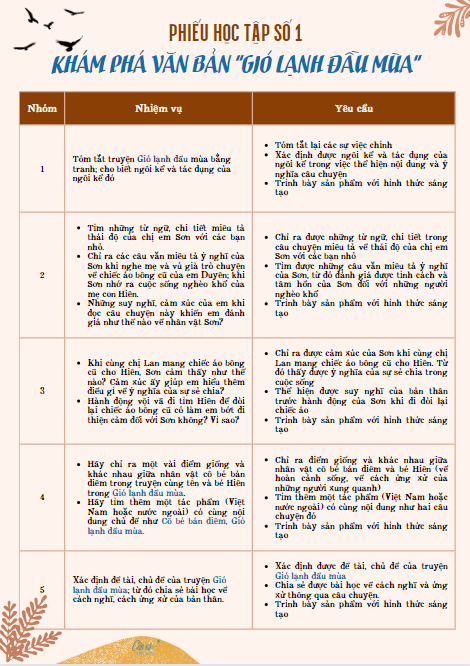 PHIẾU HỌC TẬP SỐ 1
KHÁM PHÁ VĂN BẢN "GIÓ LẠNH ĐẦU MÙA"
Nhóm
Nhiệm vụ
Yêu cầu
1
Tóm tắt truyện Gió lạnh đầu mùa bằng
tranh; cho biết ngôi kể và tác dụng của
ngôi kể đó
• Tóm tắt lại các sự việc chính
• Xác định được ngôi kể và tác dụng của
ngôi kể trong việc thể hiện nội dung và ý
nghĩa câu chuyện
• Trình bày sản phẩm với hình thức sáng
tạo
2
• Tìm những từ ngữ, chi tiết miêu tả
thái độ của chị em Sơn với các bạn
nhỏ.
• Chỉ ra các câu văn miêu tả ý nghĩ của
Sơn khi nghe mẹ và vú già trò chuyện
về chiếc áo bông cũ của em Duyên; khi
Sơn nhớ ra cuộc sống nghèo khổ của
mẹ con Hiên.
• Những suy nghĩ, cảm xúc của em khi
đọc câu chuyện này khiến em đánh
giá như thế nào về nhân vật Sơn?
• Chỉ ra được những từ ngữ, chi tiết trong
câu chuyện miêu tả về thái độ của chị em
Sơn với các bạn nhỏ
• Tìm được những câu văn miêu tả ý nghĩ
của Sơn, từ đó đánh giá được tính cách và
tâm hồn của Sơn đối với những người
nghèo khổ
• Trình bày sản phẩm với hình thức sáng
tạo
3
• Khi cùng chị Lan mang chiếc áo bông
cũ cho Hiên, Sơn cảm thấy như thế
nào? Cảm xúc ấy giúp em hiểu thêm
điều gì về ý nghĩa của sự sẻ chia?
• Hành động vội vã đi tìm Hiên để đòi
lại chiếc áo bông cũ có làm em bớt đi
thiện cảm đối với Sơn không? Vì sao?
• Chỉ ra được cảm xúc của Sơn khi cùng chị
Lan mang chiếc áo bông cũ cho Hiên. Từ
đó thấy được ý nghĩa của sự sẻ chia trong
cuộc sống
• Thể hiện được suy nghĩ của bản thân
trước hành động của Sơn khi đi đòi lại
chiếc áo
• Trình bày sản phẩm với hình thức sáng
tạo
4
• Hãy chỉ ra một vài điểm giống và
khác nhau giữa nhân vật cô bé bán
diêm trong truyện cùng tên và bé Hiên
trong Gió lạnh đầu mùa.
• Hãy tìm thêm một tác phẩm (Việt
Nam hoặc nước ngoài) có cùng nội
dung chủ đề như Cô bé bán diêm, Gió
lạnh đầu mùa.
• Chỉ ra điểm giống và khác nhau giữa
nhân vật cô bé bán diêm và bé Hiên (về
hoàn cảnh sống, về cách ứng xử của
những người xung quanh)
• Tìm thêm một tác phẩm (Việt Nam hoặc
nước ngoài) có cùng nội dung như hai câu
chuyện đó
• Trình bày sản phẩm với hình thức sáng
tạo
5
Xác định đề tài, chủ đề của truyện Gió
lạnh đầu mùa; từ đó chia sẻ bài học về
cách nghĩ, cách ứng xử của bản thân.
• Xác định được đề tài, chủ đề của truyện
Gió lạnh đầu mùa
• Chia sẻ được bài học về cách nghĩ và ứng
xử thông qua câu chuyện.
• Trình bày sản phẩm với hình thức sáng
tạo